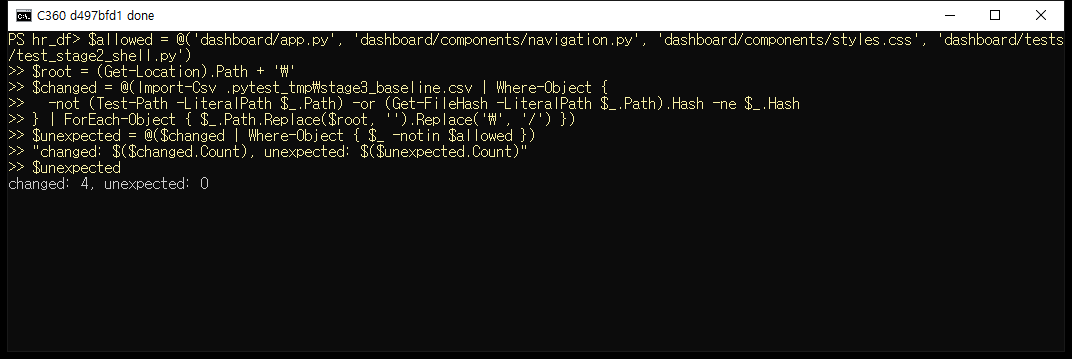 C360 d497bfd1 done
PS hr_df> $allowed = @('dashboard/app.py', 'dashboard/components/navigation.py', 'dashboard/components/styles.css', 'dashboard/tests
/test_stage2_shell.py')
>> $root = (Get-Location).Path + '₩'
>> $changed = @(Import-Csv .pytest_tmp₩stage3_baseline.csv | Where-Object {
>>   -not (Test-Path -LiteralPath $_.Path) -or (Get-FileHash -LiteralPath $_.Path).Hash -ne $_.Hash
>> } | ForEach-Object { $_.Path.Replace($root, '').Replace('₩', '/') })
>> $unexpected = @($changed | Where-Object { $_ -notin $allowed })
>> "changed: $($changed.Count), unexpected: $($unexpected.Count)"
>> $unexpected
changed: 4, unexpected: 0